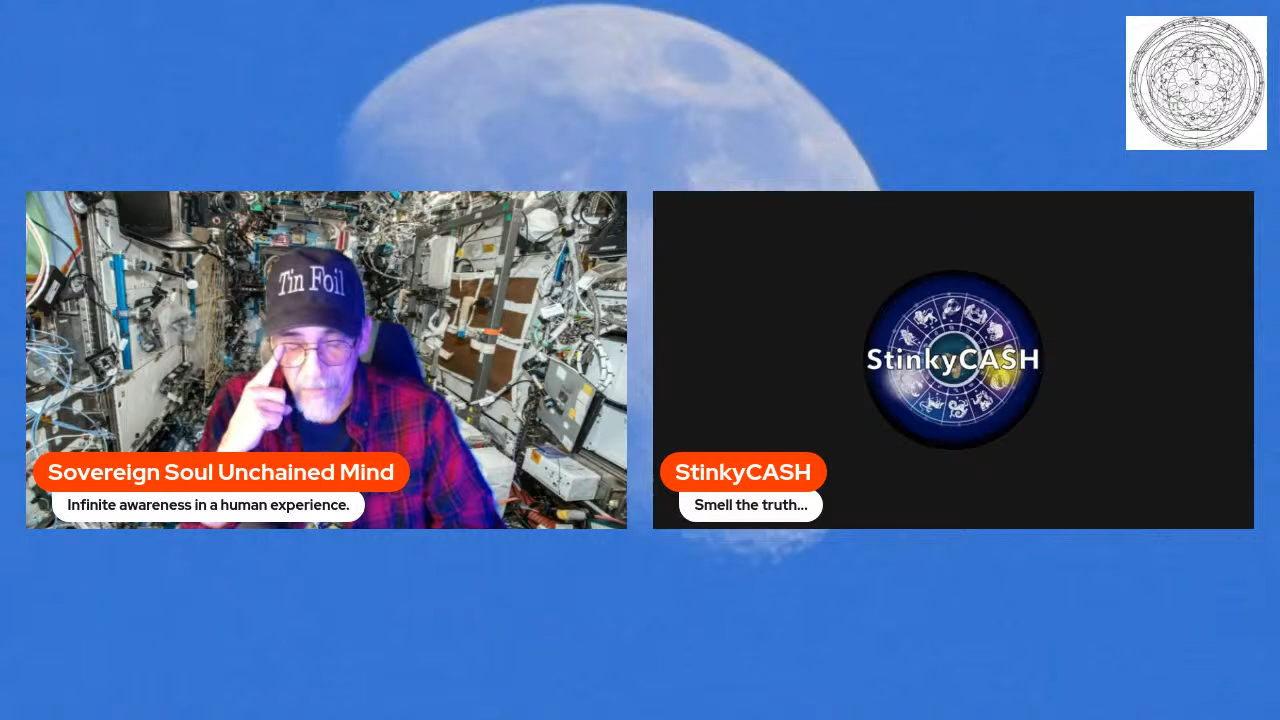 Tin Foil
Sovereign Soul Unchained Mind
Infinite awareness in a human experience.
StinkyCASH
StinkyCASH
Smell the truth...